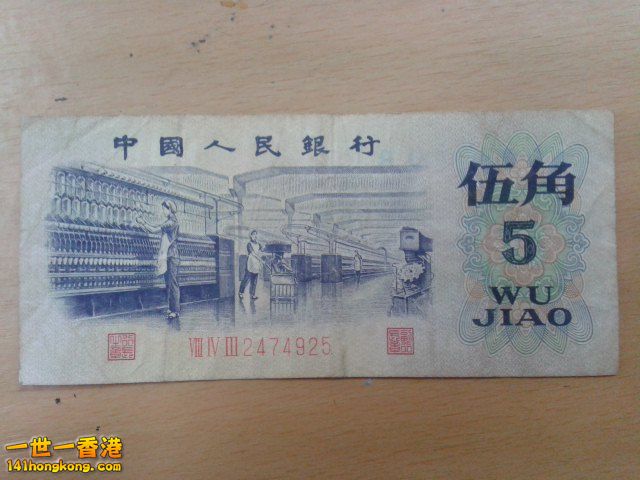 中國人民銀行
伍角
5
WU
JIAO
VIII IV III 2474925
一世一香港
141hongkong.com